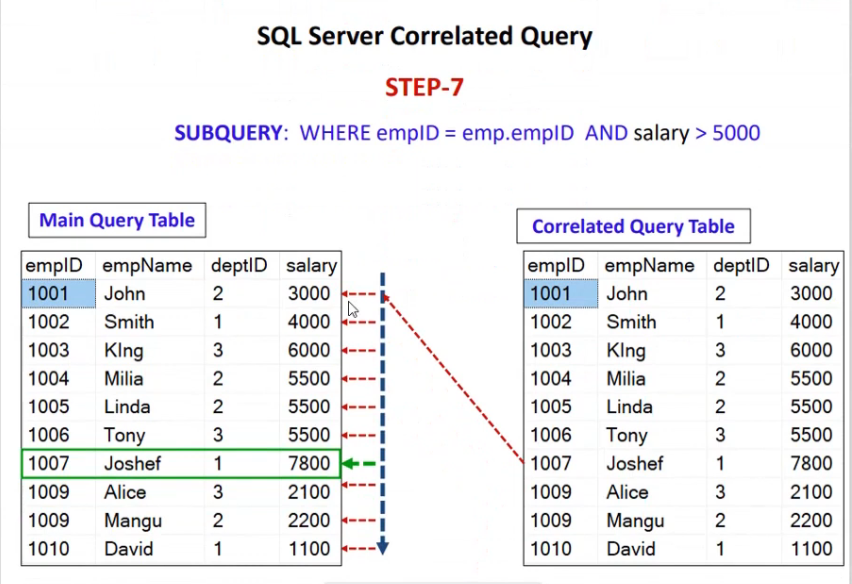 SQL Server Correlated Query
STEP-7
SUBQUERY: WHERE empID = emp.empID AND salary > 5000
Main Query Table
empID empName deptID salary
1001 John 2 3000
1002 Smith 1 4000
1003 KIng 3 6000
1004 Milia 2 5500
1005 Linda 2 5500
1006 Tony 3 5500
1007 Joshef 1 7800
1009 Alice 3 2100
1009 Mangu 2 2200
1010 David 1 1100
Correlated Query Table
empID empName deptID salary
1001 John 2 3000
1002 Smith 1 4000
1003 KIng 3 6000
1004 Milia 2 5500
1005 Linda 2 5500
1006 Tony 3 5500
1007 Joshef 1 7800
1009 Alice 3 2100
1009 Mangu 2 2200
1010 David 1 1100